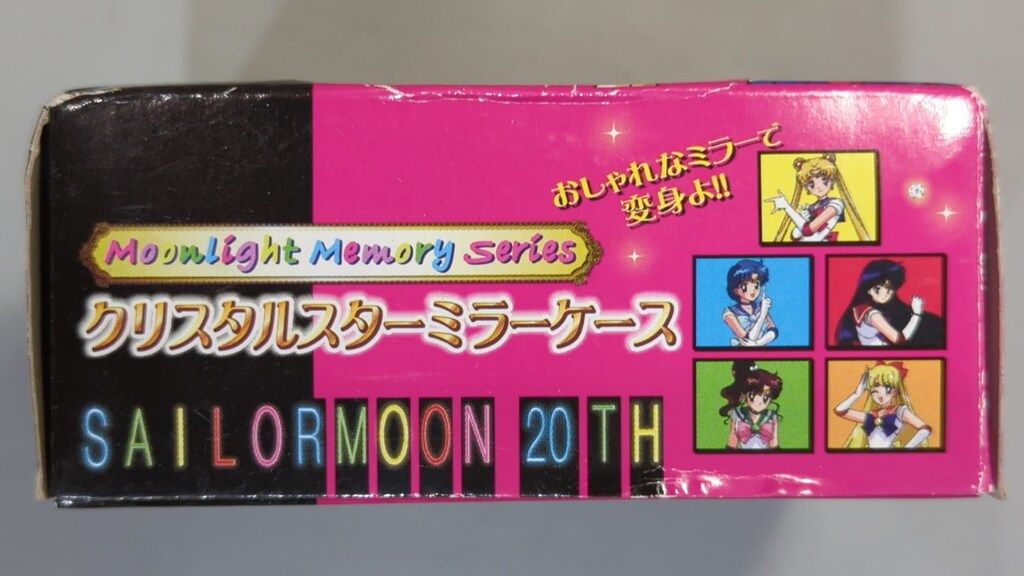 おしゃれなミラーで
変身よ!!
Moonlight Memory Series
クリスタルスターミラーケース
SAILORMOON 20TH